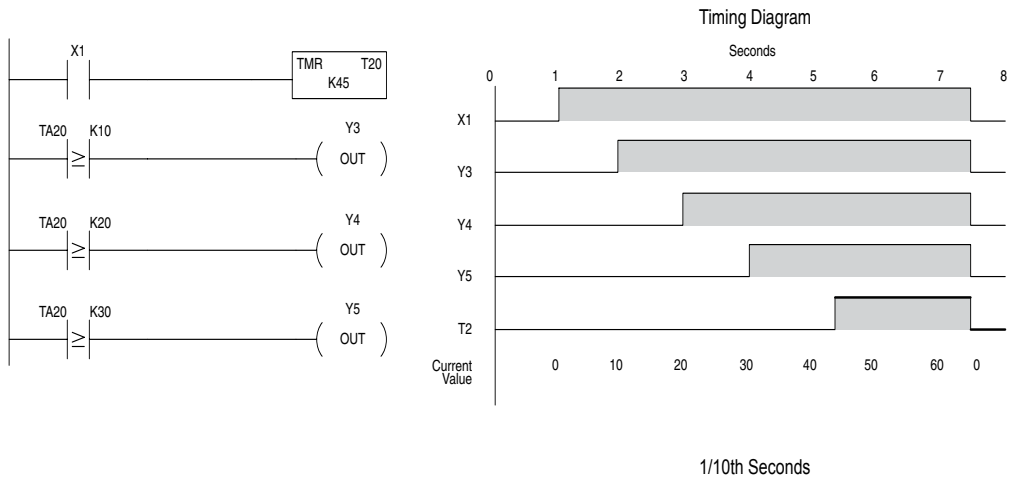 Timing Diagram
Seconds
0 1 2 3 4 5 6 7 8
X1
TMR T20
K45
TA20 K10
≥
Y3
OUT
TA20 K20
≥
Y4
OUT
TA20 K30
≥
Y5
OUT
X1
Y3
Y4
Y5
T2
Current
Value
0 10 20 30 40 50 60 0
1/10th Seconds